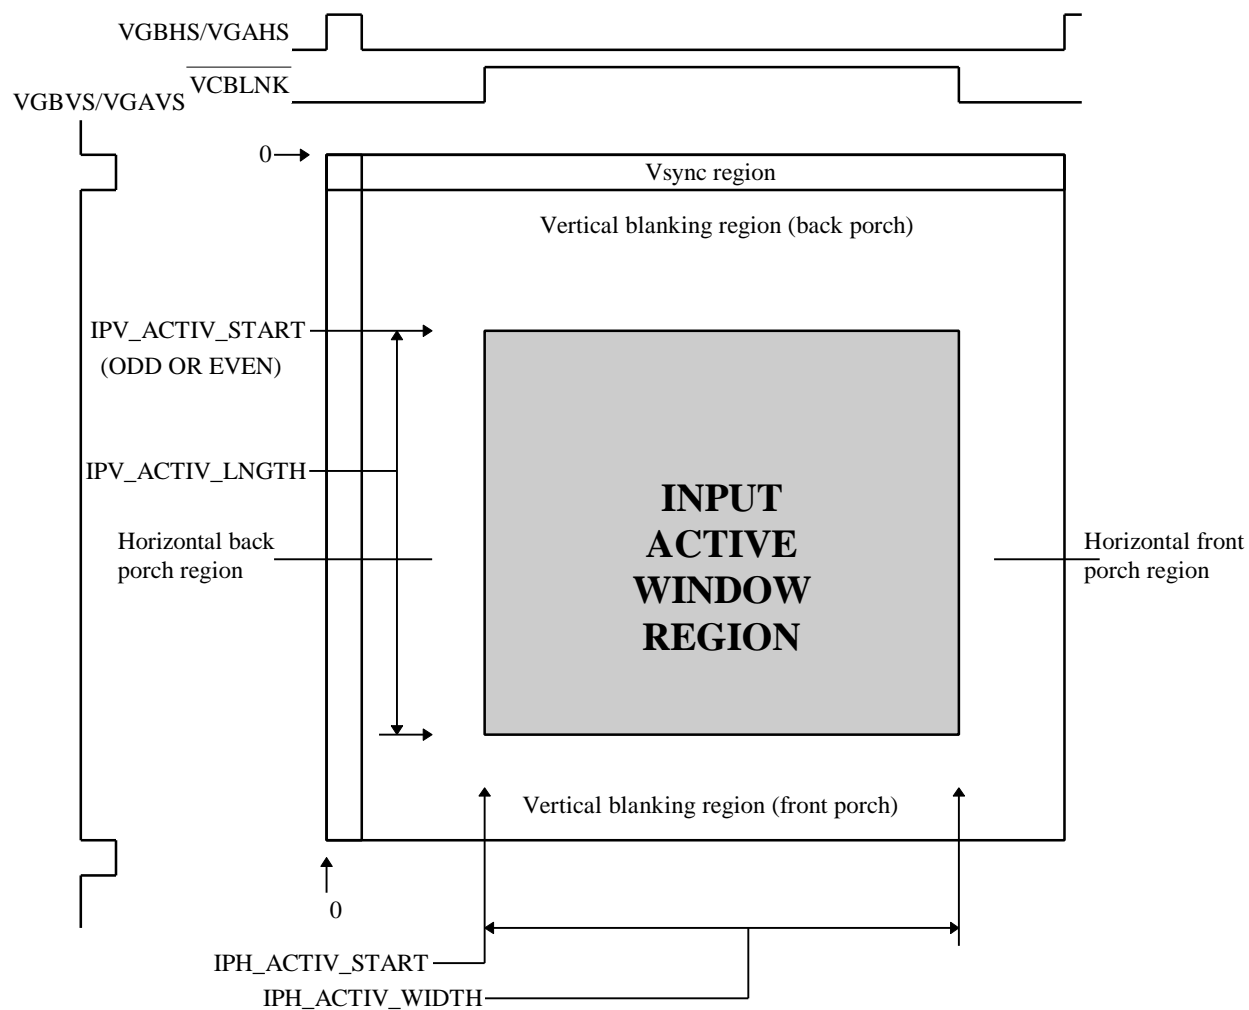 VGBHS/VGAHS
VCBLNK
VGBVS/VGAVS
0
Vsync region
Vertical blanking region (back porch)
IPV_ACTIV_START
(ODD OR EVEN)
IPV_ACTIV_LNGTH
INPUT
ACTIVE
WINDOW
REGION
Horizontal back
porch region
Horizontal front
porch region
Vertical blanking region (front porch)
0
IPH_ACTIV_START
IPH_ACTIV_WIDTH